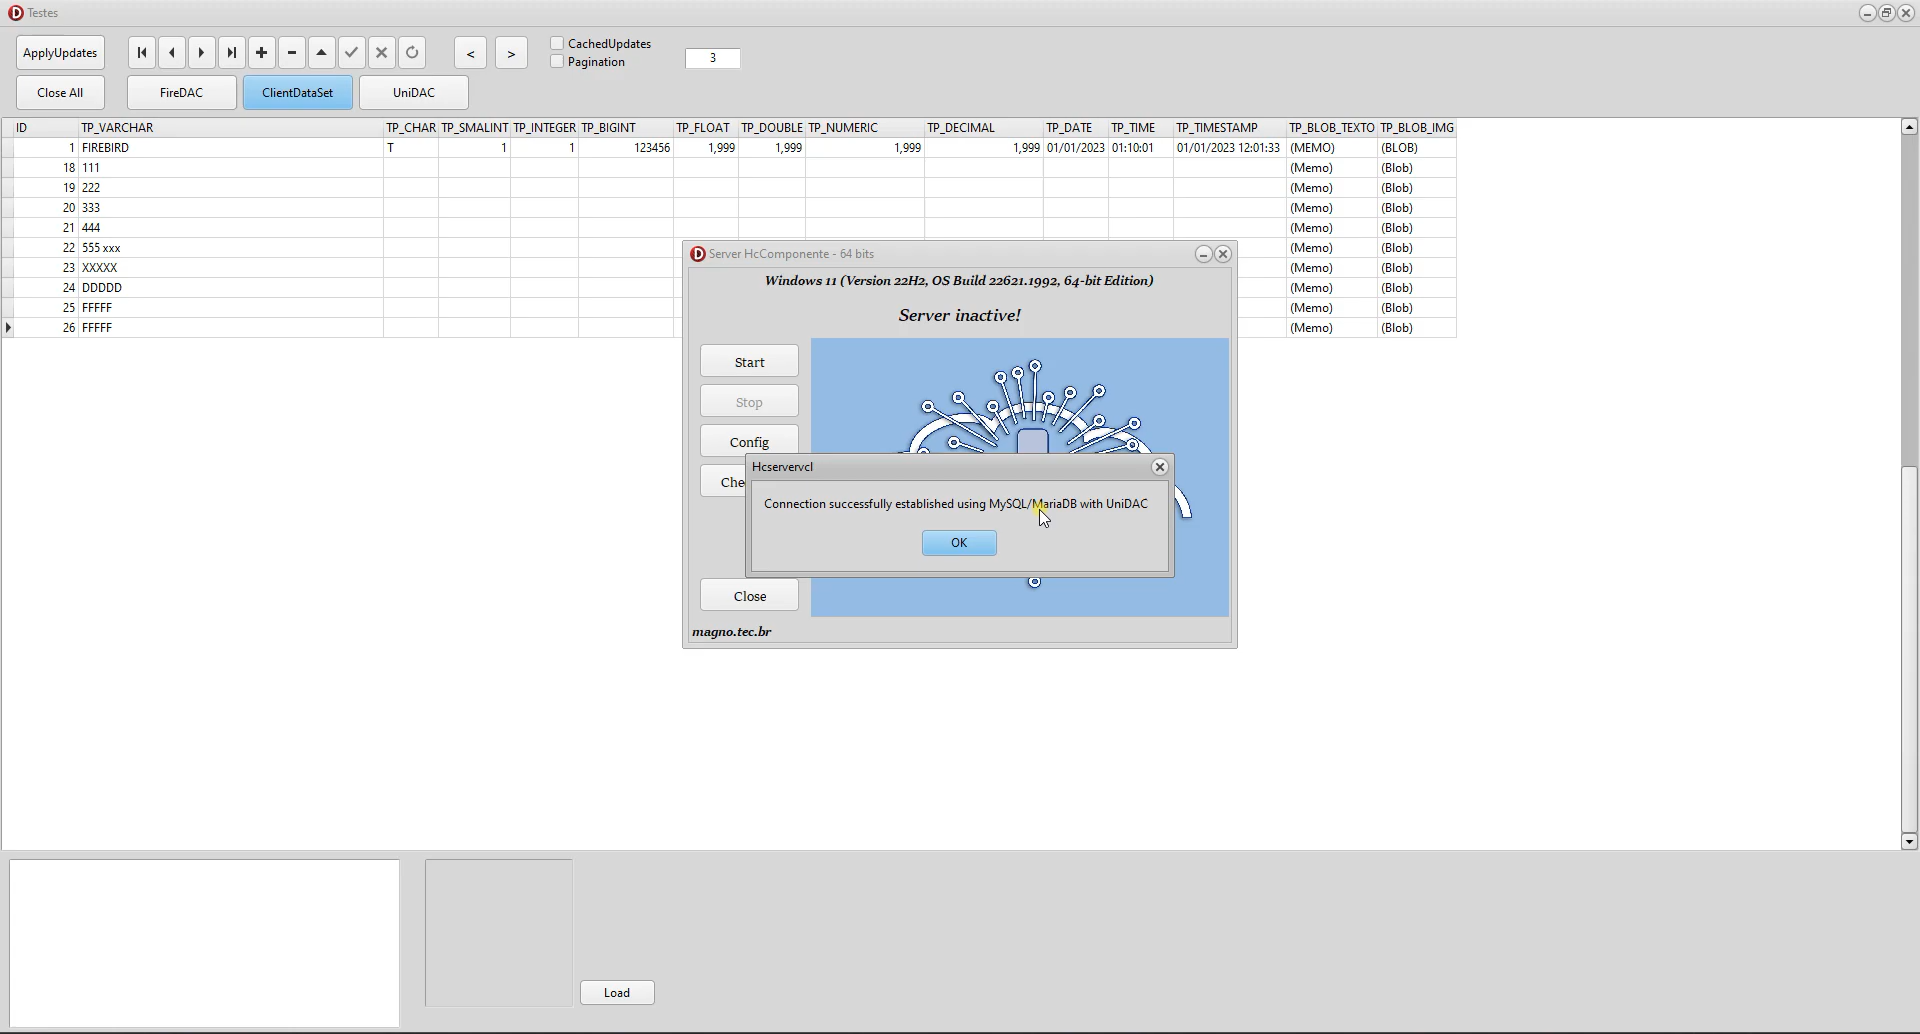 Testes
ApplyUpdates
< >
CachedUpdates
Pagination
3
Close All FireDAC ClientDataSet UniDAC
ID TP_VARCHAR TP_CHAR TP_SMALINT TP_INTEGER TP_BIGINT TP_FLOAT TP_DOUBLE TP_NUMERIC TP_DECIMAL TP_DATE TP_TIME TP_TIMESTAMP TP_BLOB_TEXTO TP_BLOB_IMG
1 FIREBIRD T 1 1 123456 1,999 1,999 1,999 1,999 01/01/2023 01:10:01 01/01/2023 12:01:33 (MEMO) (BLOB)
18 111 (Memo) (Blob)
19 222 (Memo) (Blob)
20 333 (Memo) (Blob)
21 444 (Memo) (Blob)
22 555 xxx (Memo) (Blob)
23 XXXXX (Memo) (Blob)
24 DDDDD (Memo) (Blob)
25 FFFFF (Memo) (Blob)
26 FFFFF (Memo) (Blob)
Server HcComponente - 64 bits
Windows 11 (Version 22H2, OS Build 22621.1992, 64-bit Edition)
Server inactive!
Start
Stop
Config
Hcservervcl
Connection successfully established using MySQL/MariaDB with UniDAC
OK
Close
magno.tec.br
Load